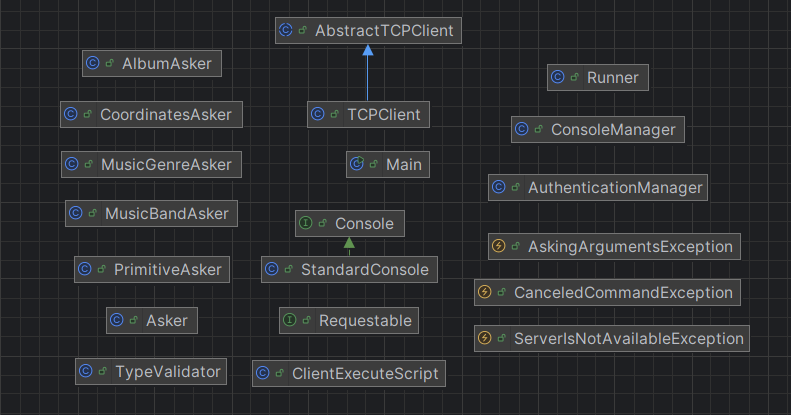 AbstractTCPClient
AlbumAsker
Runner
CoordinatesAsker
TCPClient
ConsoleManager
MusicGenreAsker
Main
AuthenticationManager
MusicBandAsker
Console
AskingArgumentsException
PrimitiveAsker
StandardConsole
CanceledCommandException
Asker
Requestable
ServerIsNotAvailableException
TypeValidator
ClientExecuteScript